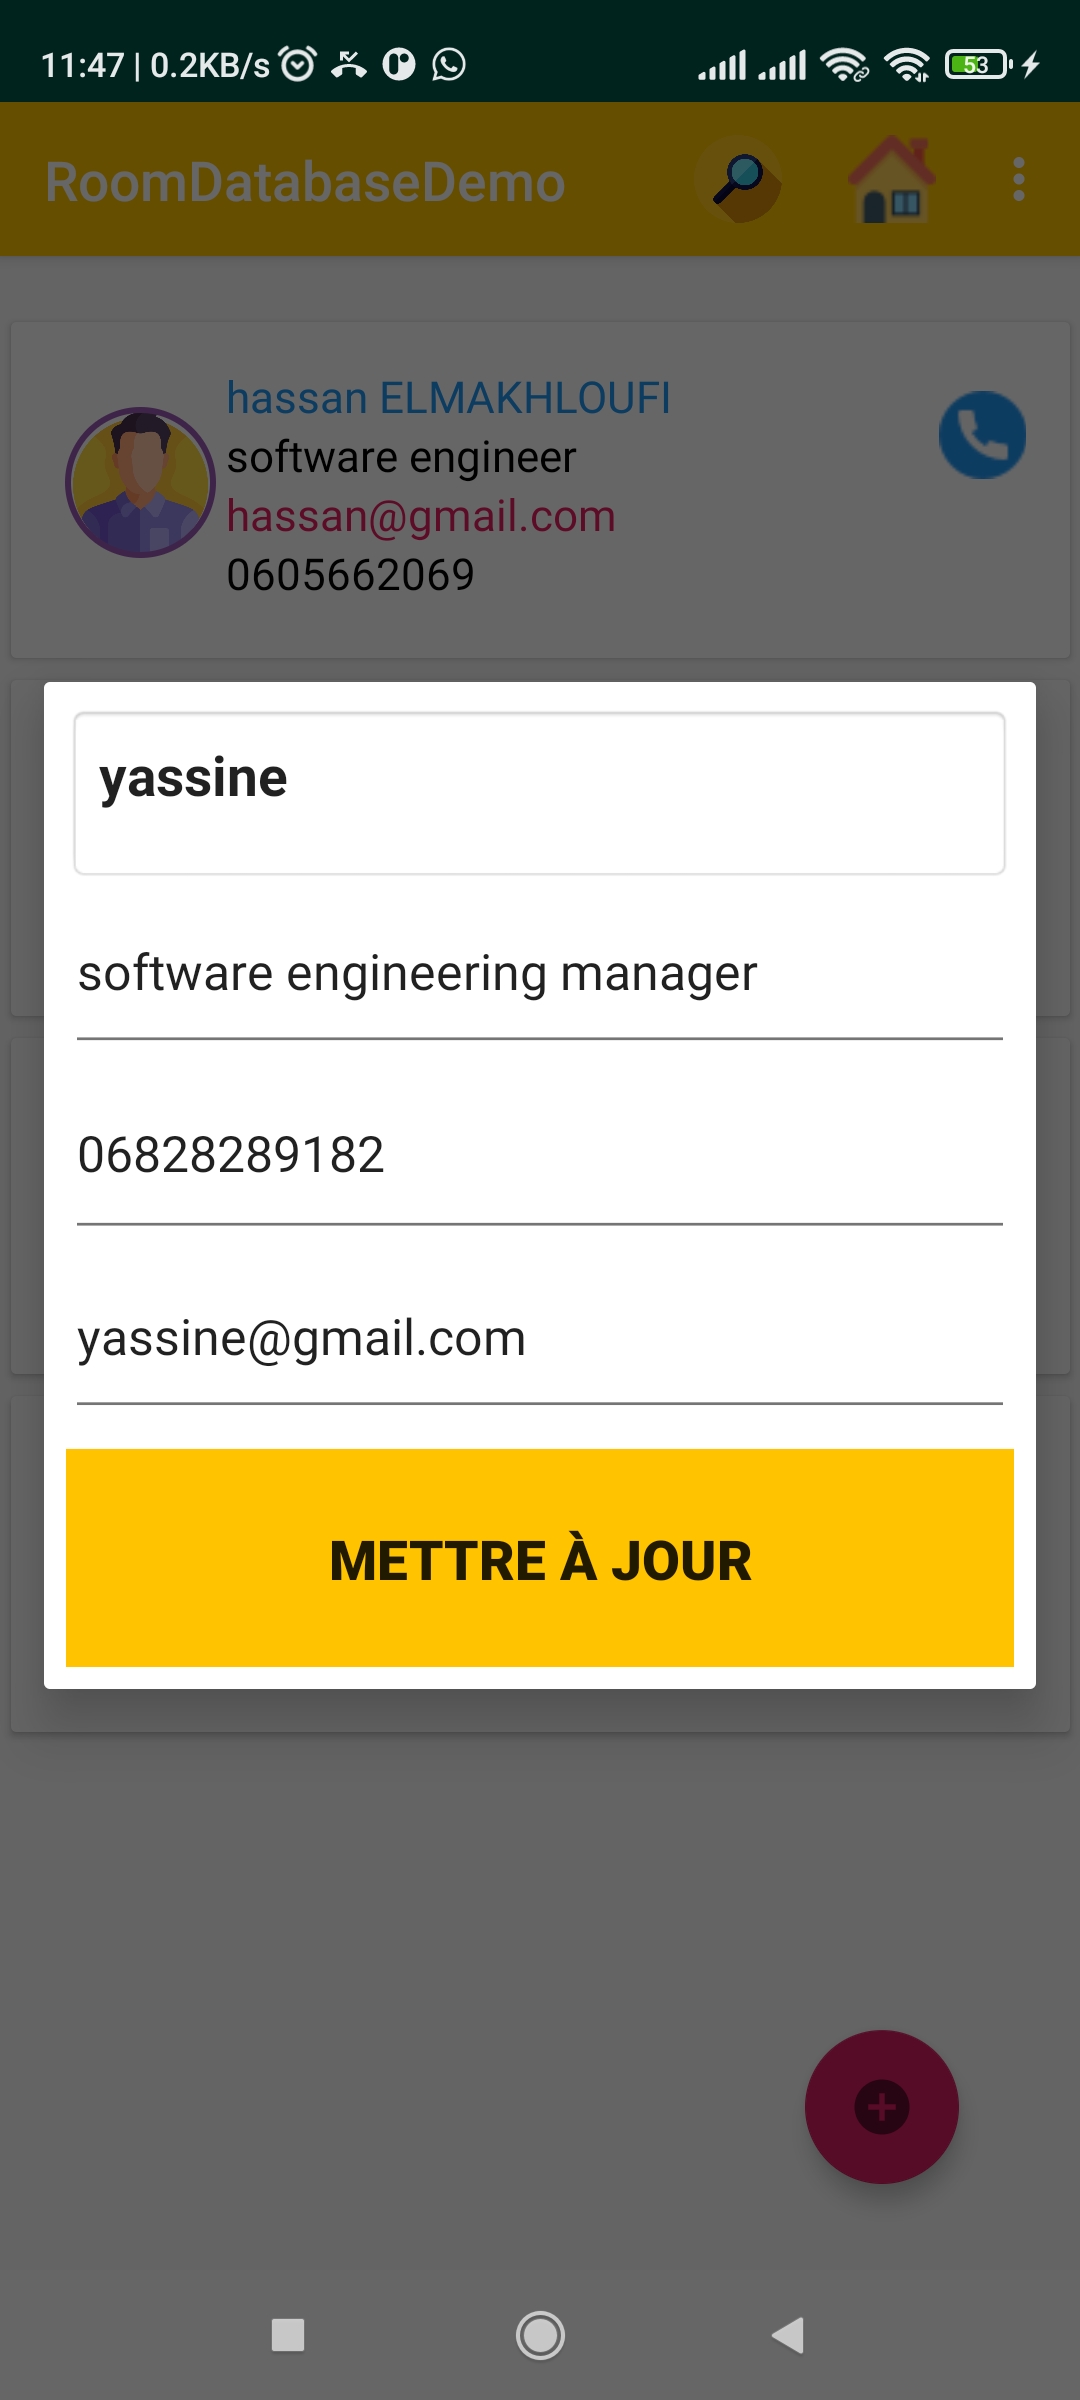 11:47 | 0.2KB/s
53
RoomDatabaseDemo
hassan ELMAKHLOUFI
software engineer
hassan@gmail.com
0605662069
yassine
software engineering manager
06828289182
yassine@gmail.com
METTRE À JOUR